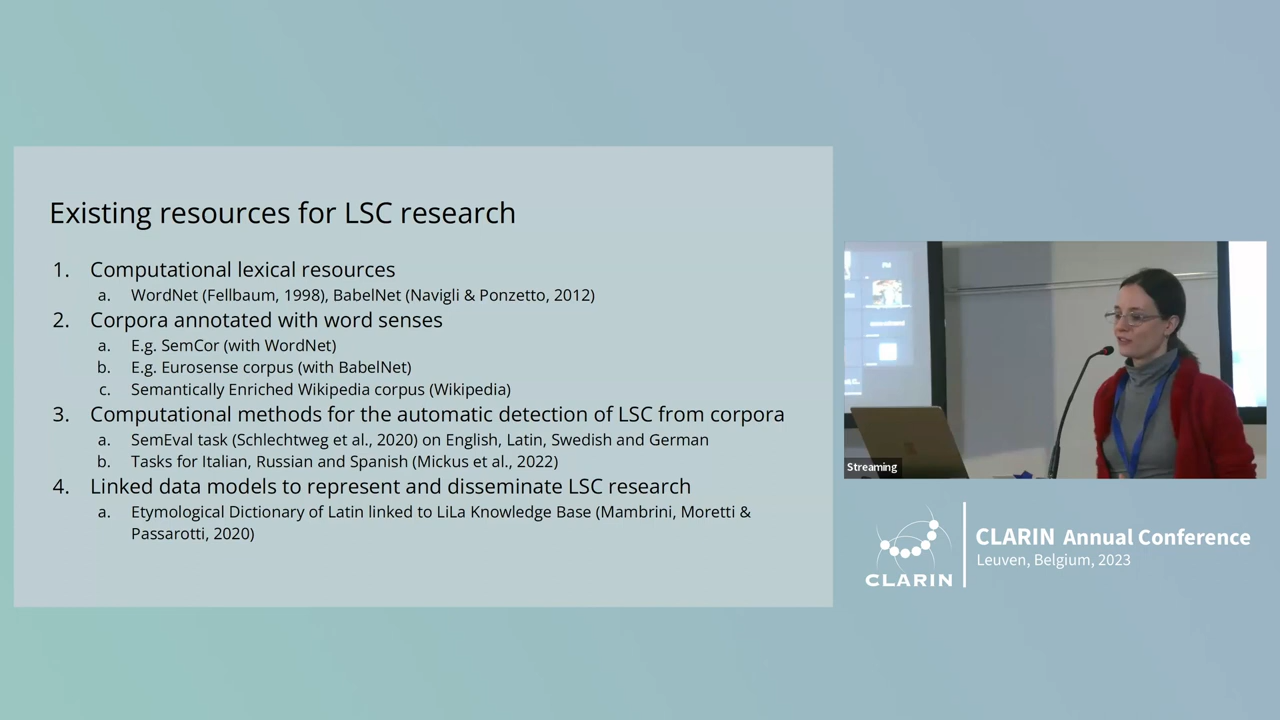 Existing resources for LSC research
1. Computational lexical resources
a. WordNet (Fellbaum, 1998), BabelNet (Navigli & Ponzetto, 2012)
2. Corpora annotated with word senses
a. E.g. SemCor (with WordNet)
b. E.g. Eurosense corpus (with BabelNet)
c. Semantically Enriched Wikipedia corpus (Wikipedia)
3. Computational methods for the automatic detection of LSC from corpora
a. SemEval task (Schlechtweg et al., 2020) on English, Latin, Swedish and German
b. Tasks for Italian, Russian and Spanish (Mickus et al., 2022)
4. Linked data models to represent and disseminate LSC research
a. Etymological Dictionary of Latin linked to LiLa Knowledge Base (Mambrini, Moretti &
Passarotti, 2020)
Streaming
CLARIN
CLARIN Annual Conference
Leuven, Belgium, 2023